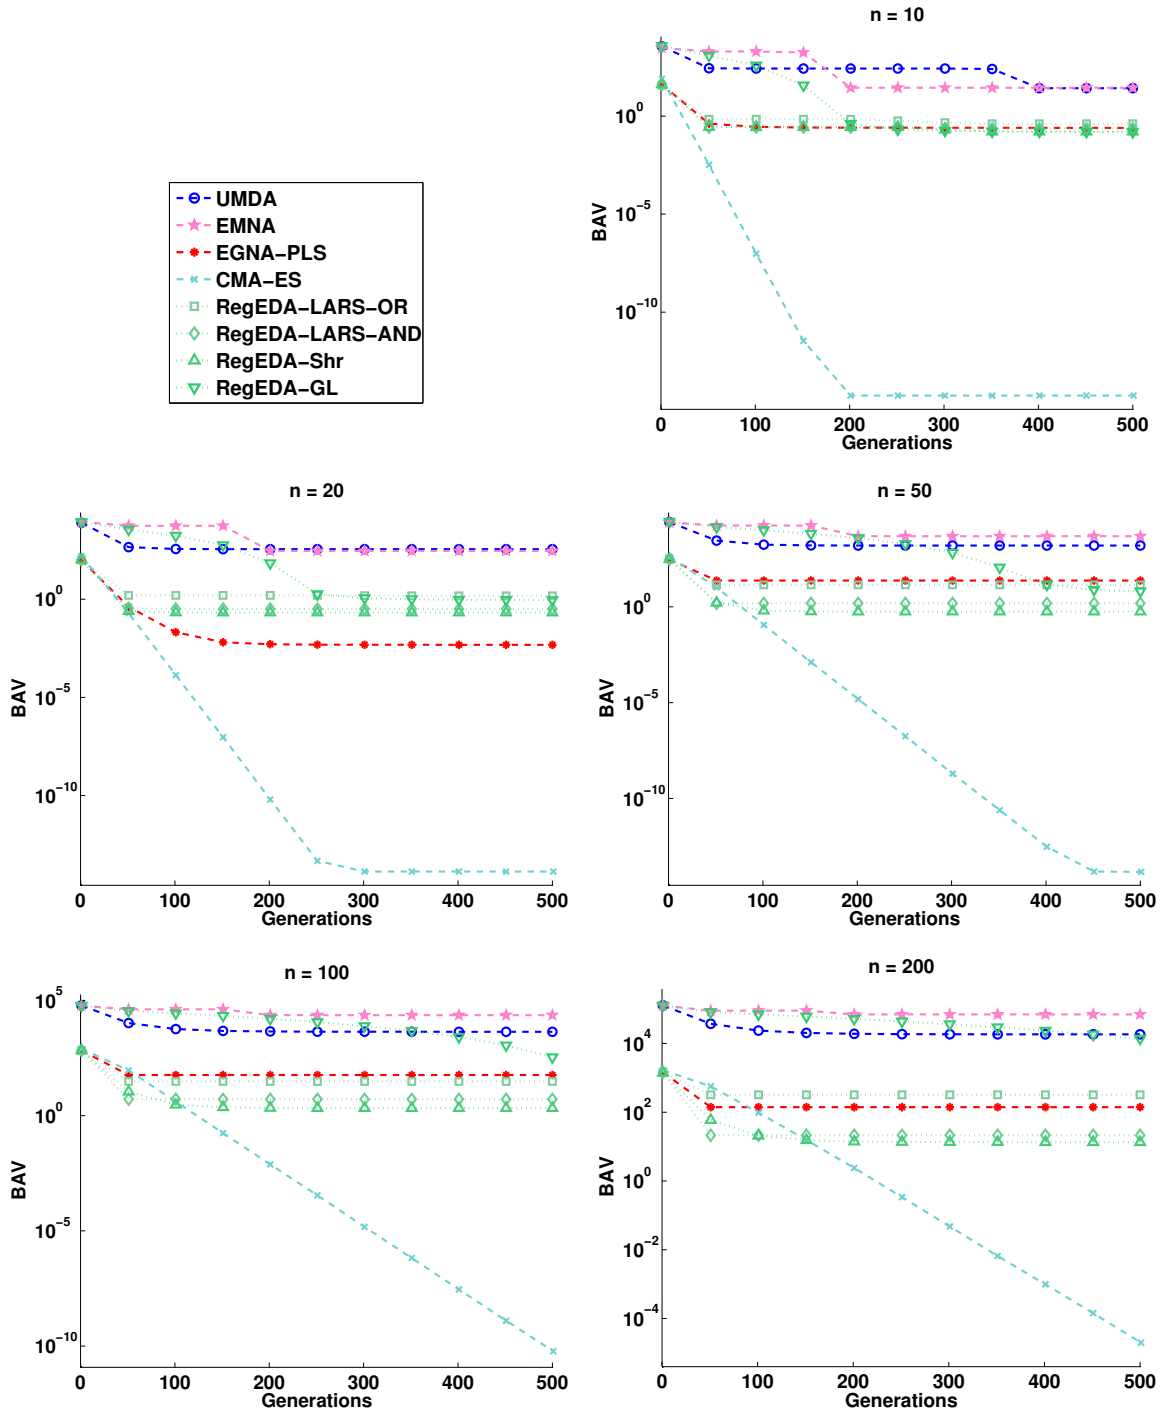 n = 10
10^0
10^−5
10^−10
BAV
0 100 200 300 400 500
Generations
UMDA
EMNA
EGNA−PLS
CMA−ES
RegEDA−LARS−OR
RegEDA−LARS−AND
RegEDA−Shr
RegEDA−GL
n = 20
10^0
10^−5
10^−10
BAV
0 100 200 300 400 500
Generations
n = 50
10^0
10^−5
10^−10
BAV
0 100 200 300 400 500
Generations
n = 100
10^5
10^0
10^−5
10^−10
BAV
0 100 200 300 400 500
Generations
n = 200
10^4
10^2
10^0
10^−2
10^−4
BAV
0 100 200 300 400 500
Generations